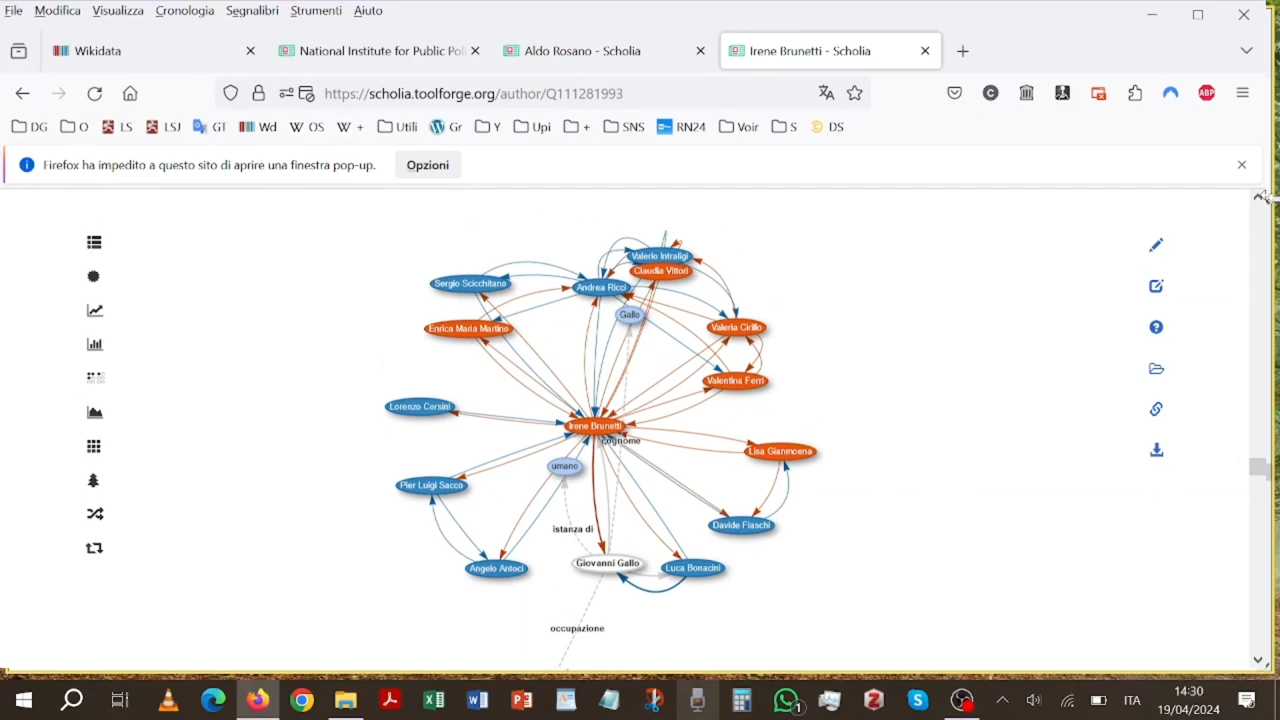 File Modifica Visualizza Cronologia Segnalibri Strumenti Aiuto
Wikidata National Institute for Public Poli Aldo Rosano - Scholia Irene Brunetti - Scholia
https://scholia.toolforge.org/author/Q111281993
DG O LS LSJ GT Wd OS + Utili Gr Y Upi + SNS RN24 Voir S DS
Firefox ha impedito a questo sito di aprire una finestra pop-up. Opzioni
Valerio Intraligi
Claudia Vittori
Sergio Scicchitano
Andrea Ricci
Gallo
Enrica Maria Martino
Valeria Cirillo
Valentina Ferri
Lorenzo Corsini
Irene Brunetti
cognome
Lisa Gianmoena
umano
Pier Luigi Sacco
Davide Fiaschi
istanza di
Giovanni Gallo
Angelo Antoci
Luca Bonacini
occupazione
ITA
14:30
19/04/2024